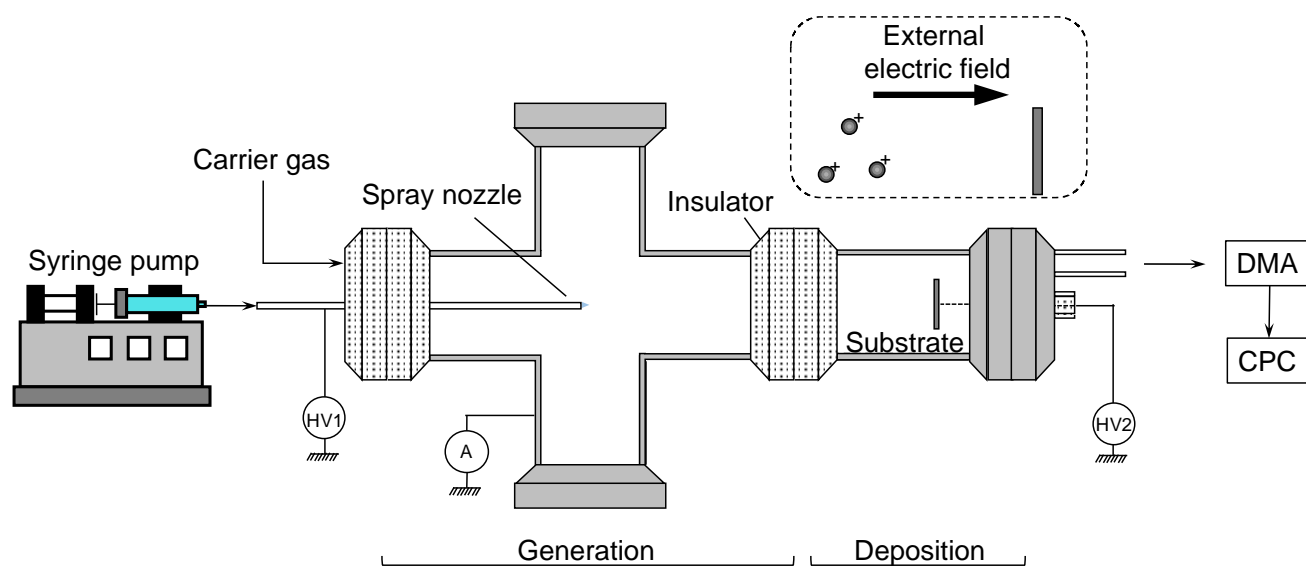 External
electric field
+
+
+
Carrier gas
Spray nozzle
Insulator
Syringe pump
DMA
Substrate
CPC
HV1
A
HV2
Generation
Deposition